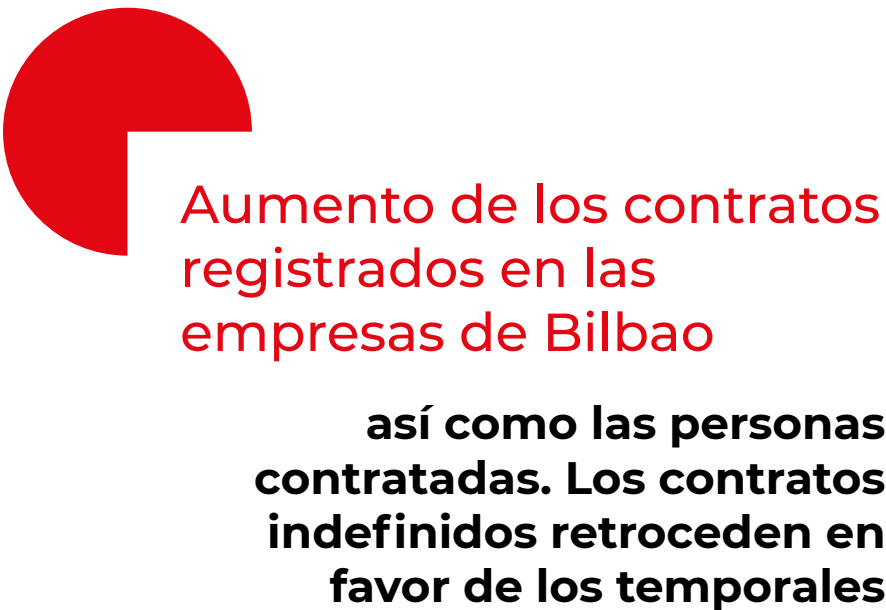 Aumento de los contratos
registrados en las
empresas de Bilbao
así como las personas
contratadas. Los contratos
indefinidos retroceden en
favor de los temporales